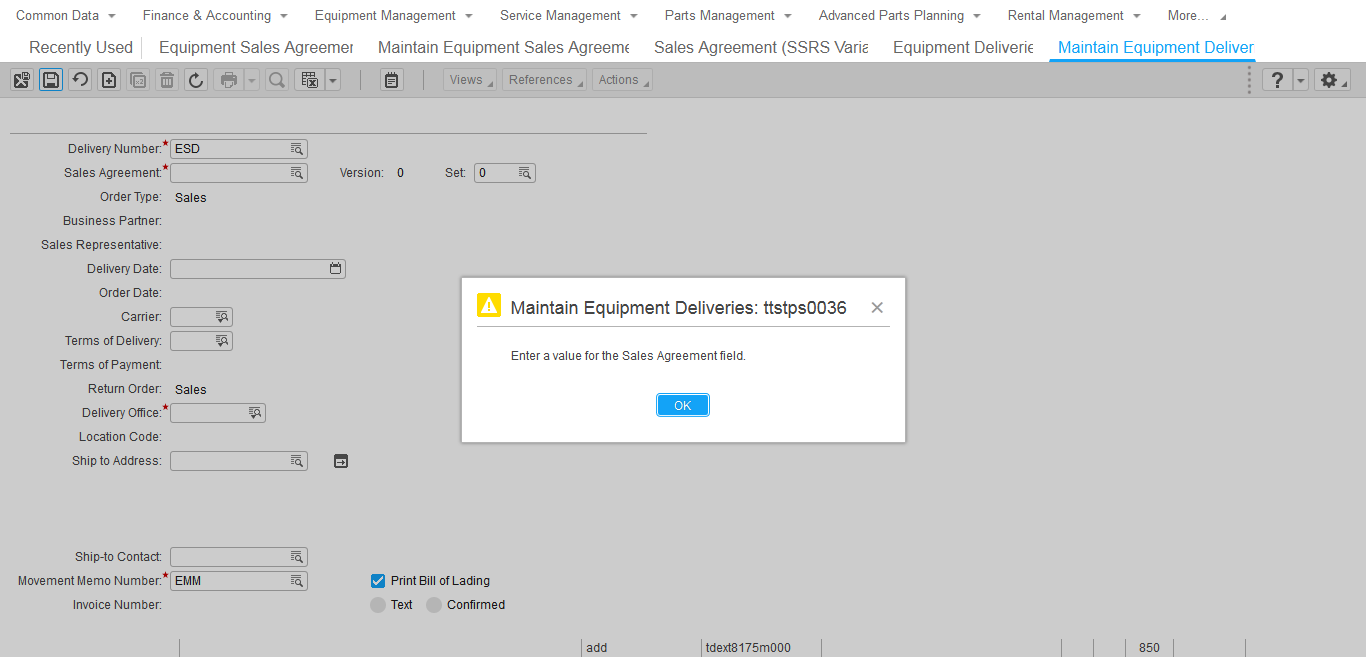 Common Data Finance & Accounting Equipment Management Service Management Parts Management Advanced Parts Planning Rental Management More...
Recently Used Equipment Sales Agreemer Maintain Equipment Sales Agreeme Sales Agreement (SSRS Varia Equipment Deliverie Maintain Equipment Deliver
Views References Actions ?
Delivery Number:* ESD
Sales Agreement:* Version: 0 Set: 0
Order Type: Sales
Business Partner:
Sales Representative:
Delivery Date:
Order Date:
Carrier:
Terms of Delivery:
Terms of Payment:
Return Order: Sales
Delivery Office:*
Location Code:
Ship to Address:
Ship-to Contact:
Movement Memo Number:* EMM Print Bill of Lading
Invoice Number: Text Confirmed
add tdext8175m000 850
Maintain Equipment Deliveries: ttstps0036
Enter a value for the Sales Agreement field.
OK